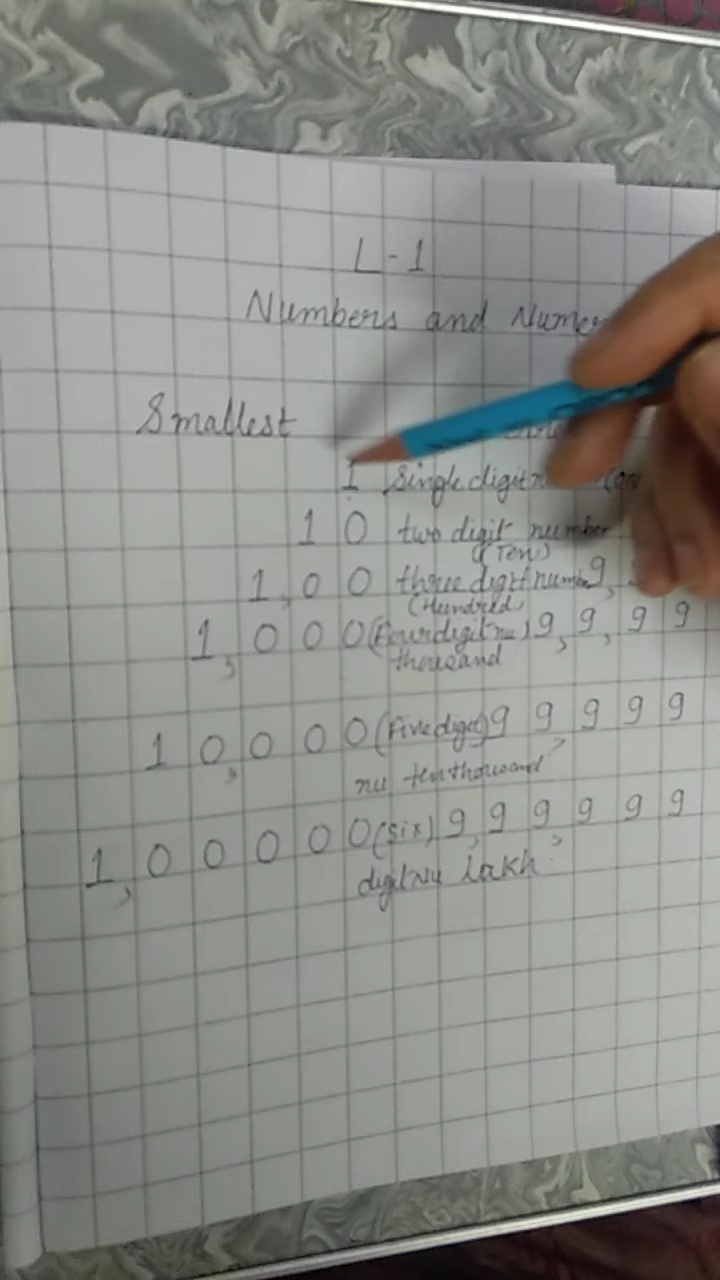 L - 1
Numbers and
Smallest
1 Single digit
1 0 two digit number
(Ten)
1, 0 0 three digit num 9,
(Hundred)
1, 0 0 0 (Four digit nu) 9, 9, 9 9
thousand
1 0, 0 0 0 (Five digit) 9 9, 9 9 9
nu ten thousand
1, 0 0 0 0 0 (six) 9, 9 9, 9 9 9
digit nu lakh